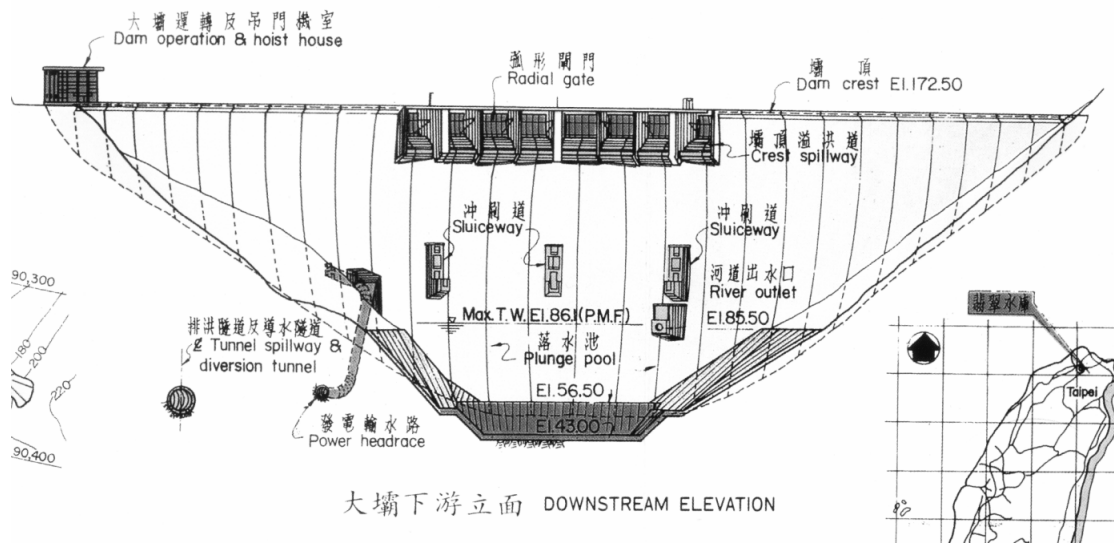 大壩運轉及吊門機室
Dam operation & hoist house
弧形閘門
Radial gate
壩頂
Dam crest El.172.50
壩頂溢洪道
Crest spillway
冲刷道
Sluiceway
冲刷道
Sluiceway
河道出水口
River outlet
El.85.50
Max. T. W. El.86.1(P.M.F.)
落水池
Plunge pool
El.56.50
El.43.00
90,300
180
200
220
90,400
排洪隧道及導水隧道
℄ Tunnel spillway &
diversion tunnel
發電輸水路
Power headrace
翡翠水庫
Taipei
大壩下游立面 DOWNSTREAM ELEVATION